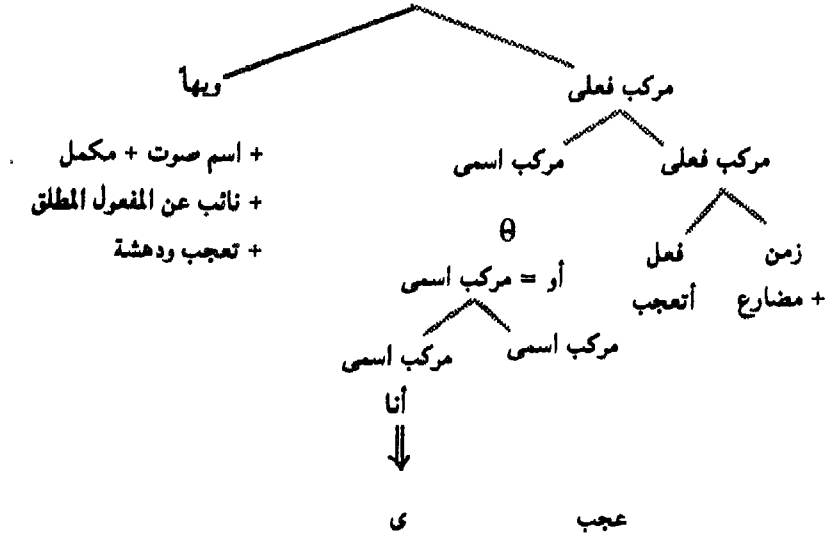 مركب فعلى ويها
مركب فعلى مركب اسمى + اسم صوت + مكمل
+ نائب عن المفعول المطلق
θ
زمن فعل + تعجب ودهشة
أو = مركب اسمى
+ مضارع أتعجب
مركب اسمى مركب اسمى
أنا
عجب ى